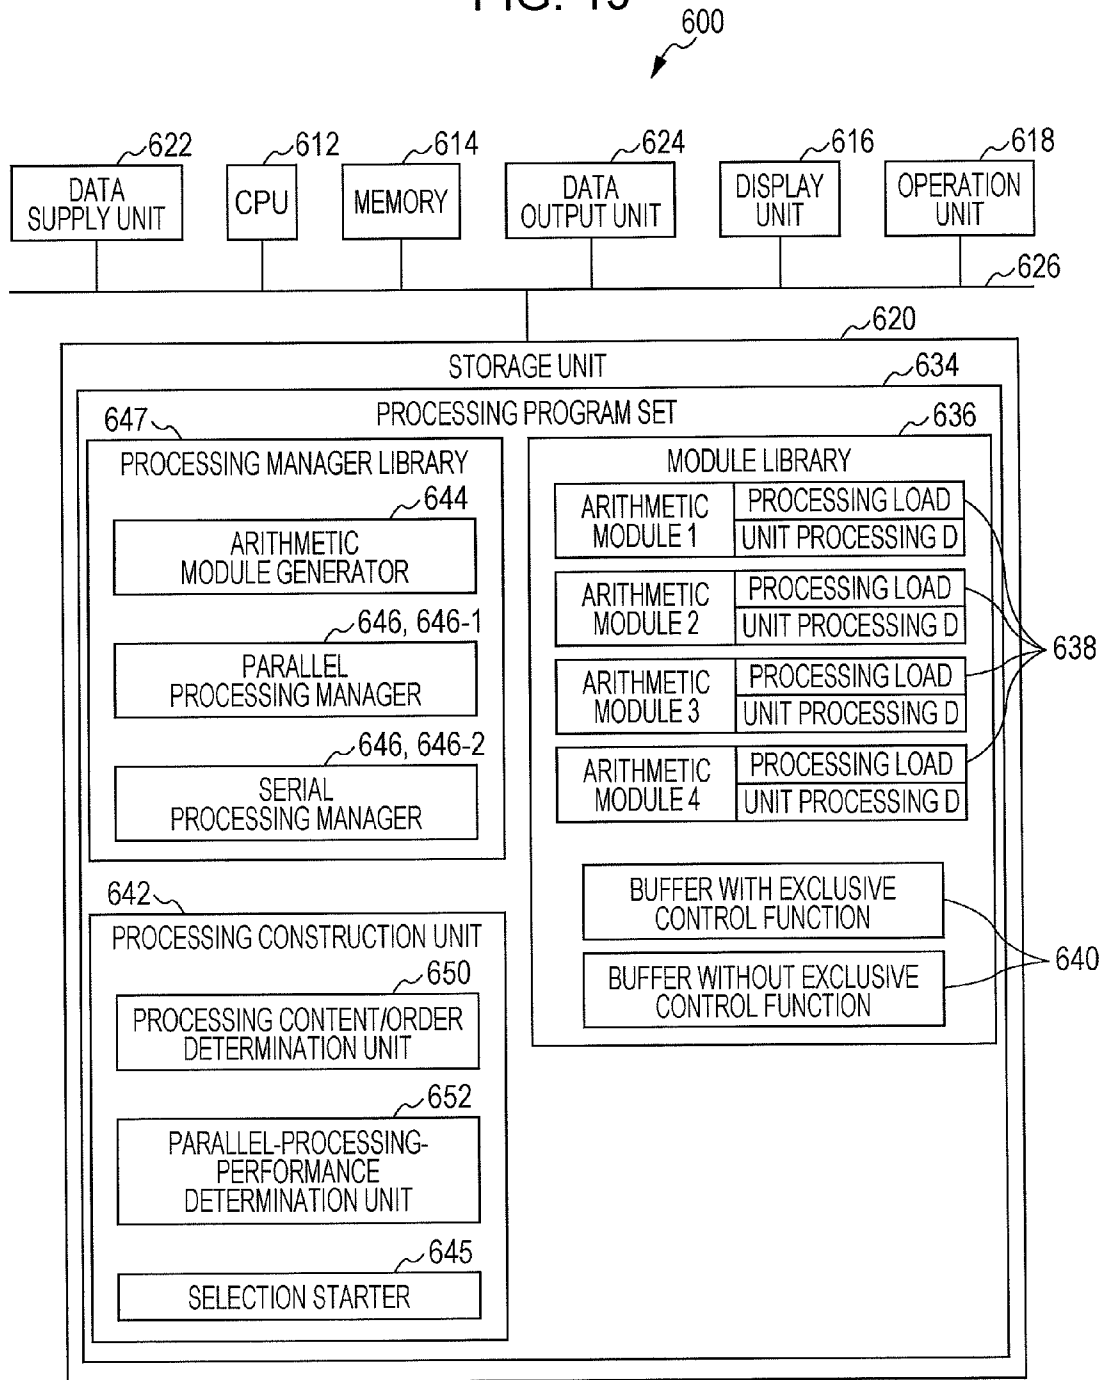 600
622
612
614
624
616
618
DATA
SUPPLY UNIT
CPU
MEMORY
DATA
OUTPUT UNIT
DISPLAY
UNIT
OPERATION
UNIT
626
620
STORAGE UNIT
634
PROCESSING PROGRAM SET
647
PROCESSING MANAGER LIBRARY
644
ARITHMETIC
MODULE GENERATOR
646, 646-1
PARALLEL
PROCESSING MANAGER
646, 646-2
SERIAL
PROCESSING MANAGER
636
MODULE LIBRARY
ARITHMETIC
MODULE 1
PROCESSING LOAD
UNIT PROCESSING D
ARITHMETIC
MODULE 2
PROCESSING LOAD
UNIT PROCESSING D
ARITHMETIC
MODULE 3
PROCESSING LOAD
UNIT PROCESSING D
ARITHMETIC
MODULE 4
PROCESSING LOAD
UNIT PROCESSING D
638
BUFFER WITH EXCLUSIVE
CONTROL FUNCTION
BUFFER WITHOUT EXCLUSIVE
CONTROL FUNCTION
640
642
PROCESSING CONSTRUCTION UNIT
650
PROCESSING CONTENT/ORDER
DETERMINATION UNIT
652
PARALLEL-PROCESSING-
PERFORMANCE
DETERMINATION UNIT
645
SELECTION STARTER